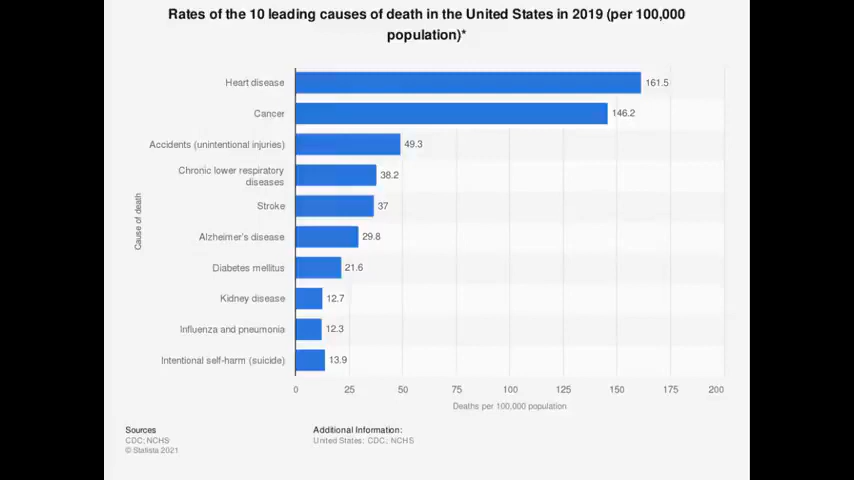 Rates of the 10 leading causes of death in the United States in 2019 (per 100,000
population)*
Heart disease
161.5
Cancer
146.2
Accidents (unintentional injuries)
49.3
Chronic lower respiratory
diseases
38.2
Stroke
37
Alzheimer's disease
29.8
Diabetes mellitus
21.6
Kidney disease
12.7
Influenza and pneumonia
12.3
Intentional self-harm (suicide)
13.9
Cause of death
0 25 50 75 100 125 150 175 200
Deaths per 100,000 population
Sources
CDC; NCHS
© Statista 2021
Additional Information:
United States; CDC; NCHS